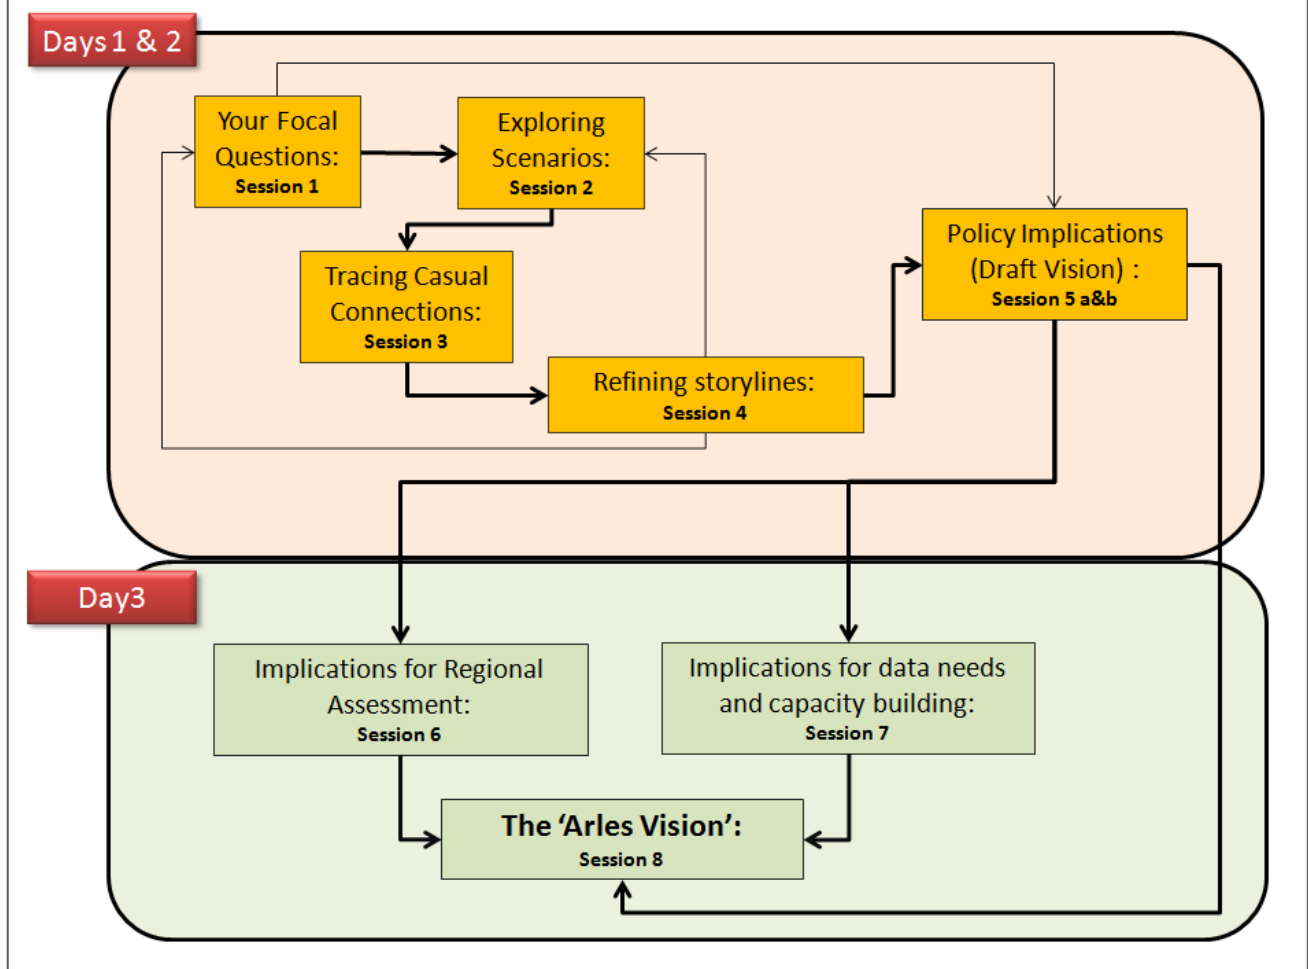 Days 1 & 2
Your Focal
Questions:
Session 1
Exploring
Scenarios:
Session 2
Tracing Casual
Connections:
Session 3
Refining storylines:
Session 4
Policy Implications
(Draft Vision) :
Session 5 a&b
Day3
Implications for Regional
Assessment:
Session 6
Implications for data needs
and capacity building:
Session 7
The ‘Arles Vision’:
Session 8